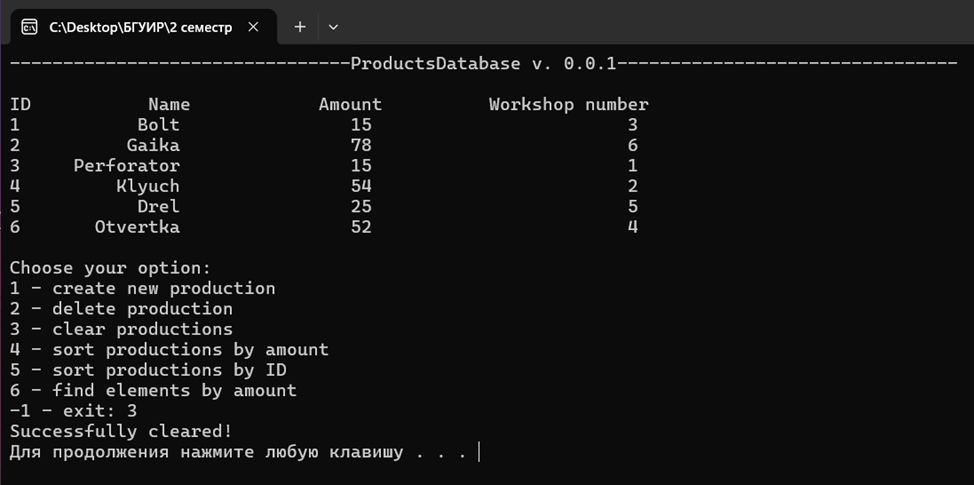 C:\Desktop\БГУИР\2 семестр
--------------------------------ProductsDatabase v. 0.0.1--------------------------------
ID Name Amount Workshop number
1 Bolt 15 3
2 Gaika 78 6
3 Perforator 15 1
4 Klyuch 54 2
5 Drel 25 5
6 Otvertka 52 4
Choose your option:
1 - create new production
2 - delete production
3 - clear productions
4 - sort productions by amount
5 - sort productions by ID
6 - find elements by amount
-1 - exit: 3
Successfully cleared!
Для продолжения нажмите любую клавишу . . .